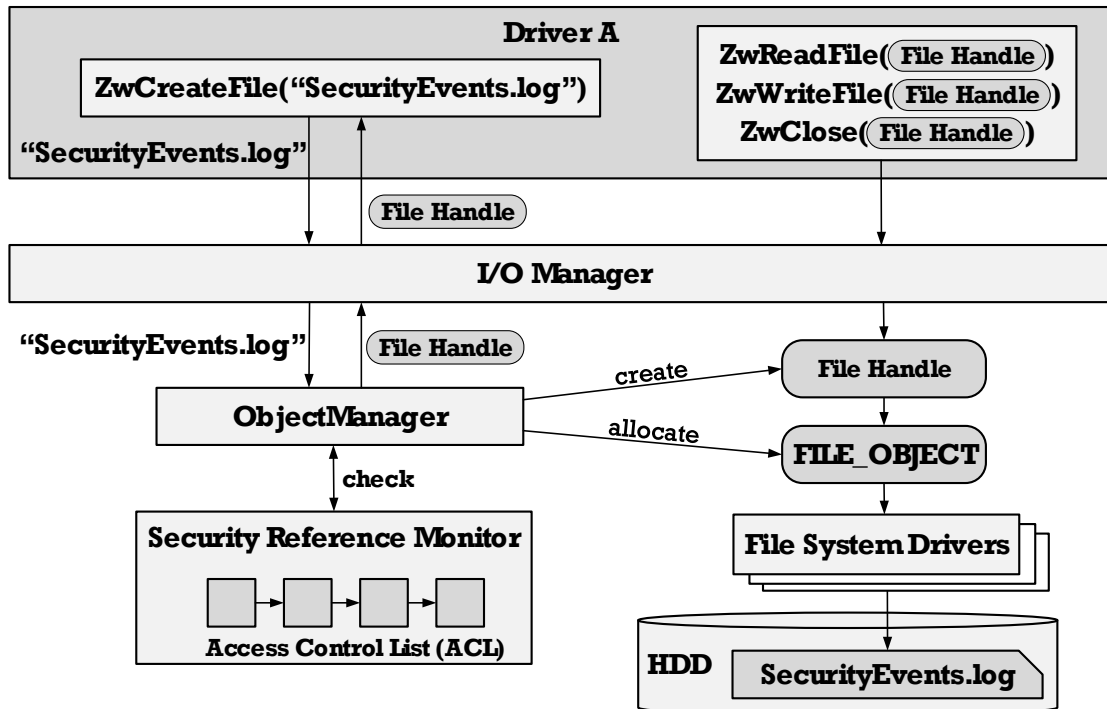 Driver A
ZwCreateFile(“SecurityEvents.log”)
ZwReadFile(File Handle)
ZwWriteFile(File Handle)
ZwClose(File Handle)
“SecurityEvents.log”
File Handle
I/O Manager
“SecurityEvents.log”
File Handle
ObjectManager
create
allocate
File Handle
FILE_OBJECT
check
Security Reference Monitor
Access Control List (ACL)
File System Drivers
HDD
SecurityEvents.log